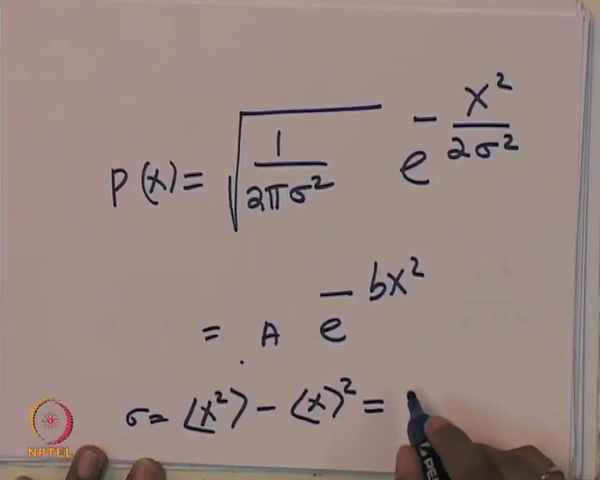 P(x) = √(1/2πσ²) e^(-x²/2σ²)
= A e^(-bx²)
σ = ⟨x²⟩ - ⟨x⟩² =
NPTEL